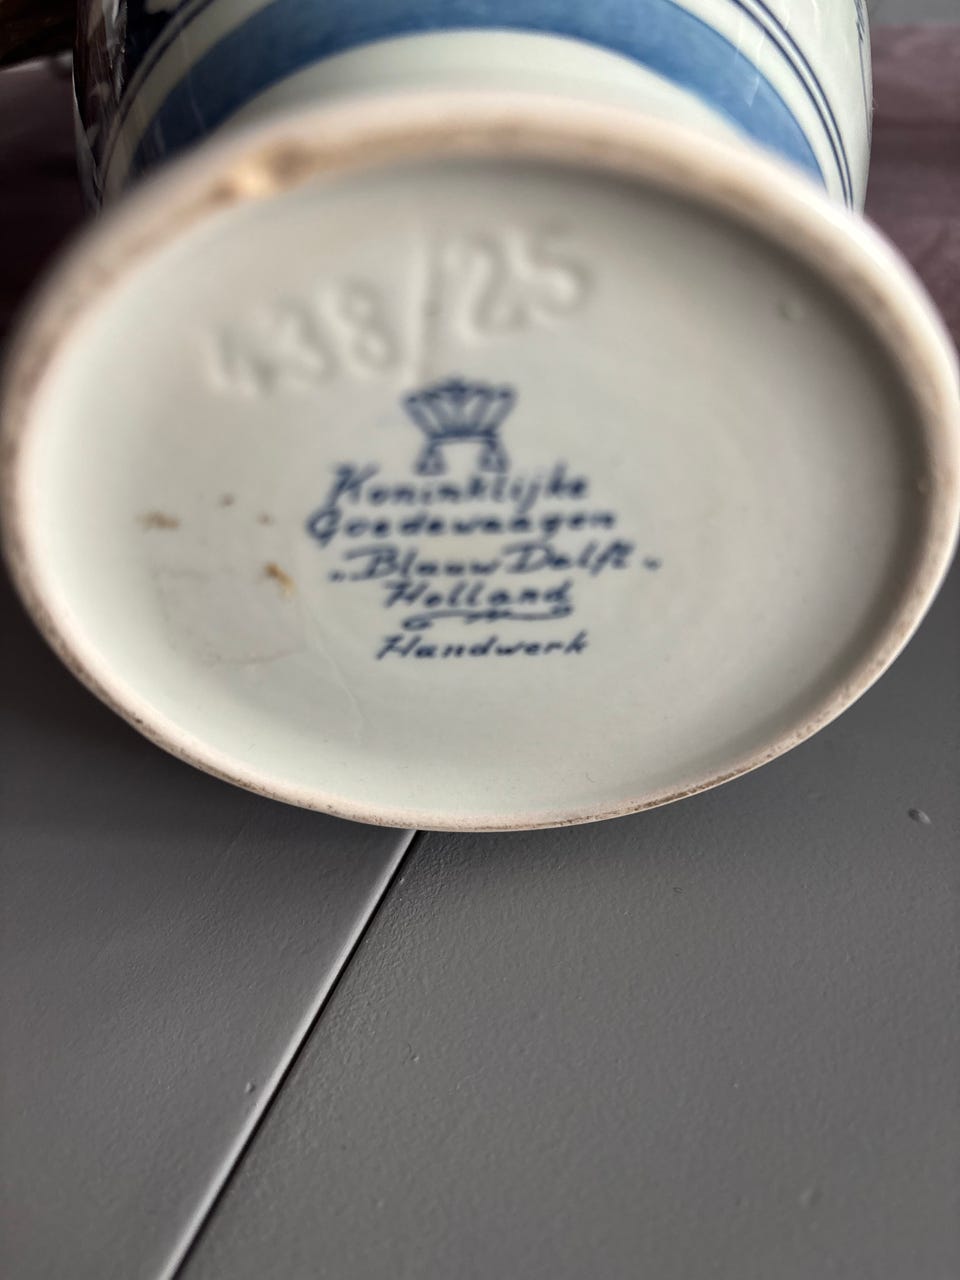 438/25
Koninklijke
Goedewaagen
„Blauw Delft"
Holland
Handwerk